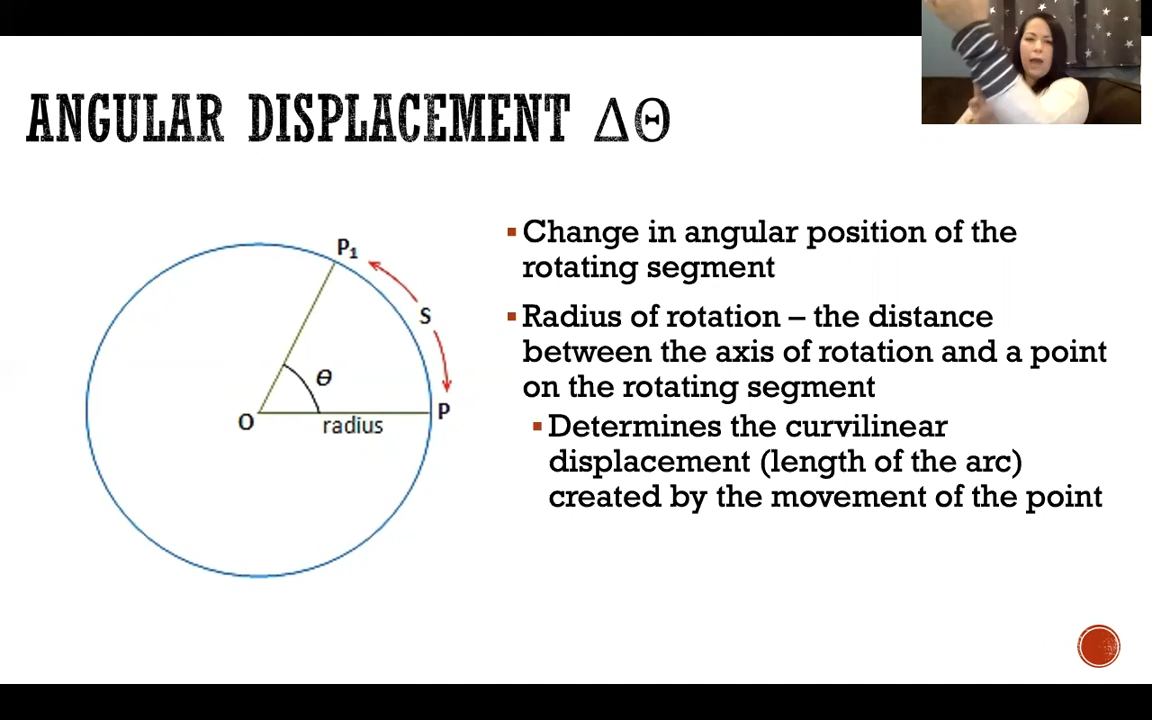 ANGULAR DISPLACEMENT ΔΘ
P₁
S
θ
O
P
radius
▪Change in angular position of the
rotating segment
▪Radius of rotation – the distance
between the axis of rotation and a point
on the rotating segment
▪Determines the curvilinear
displacement (length of the arc)
created by the movement of the point